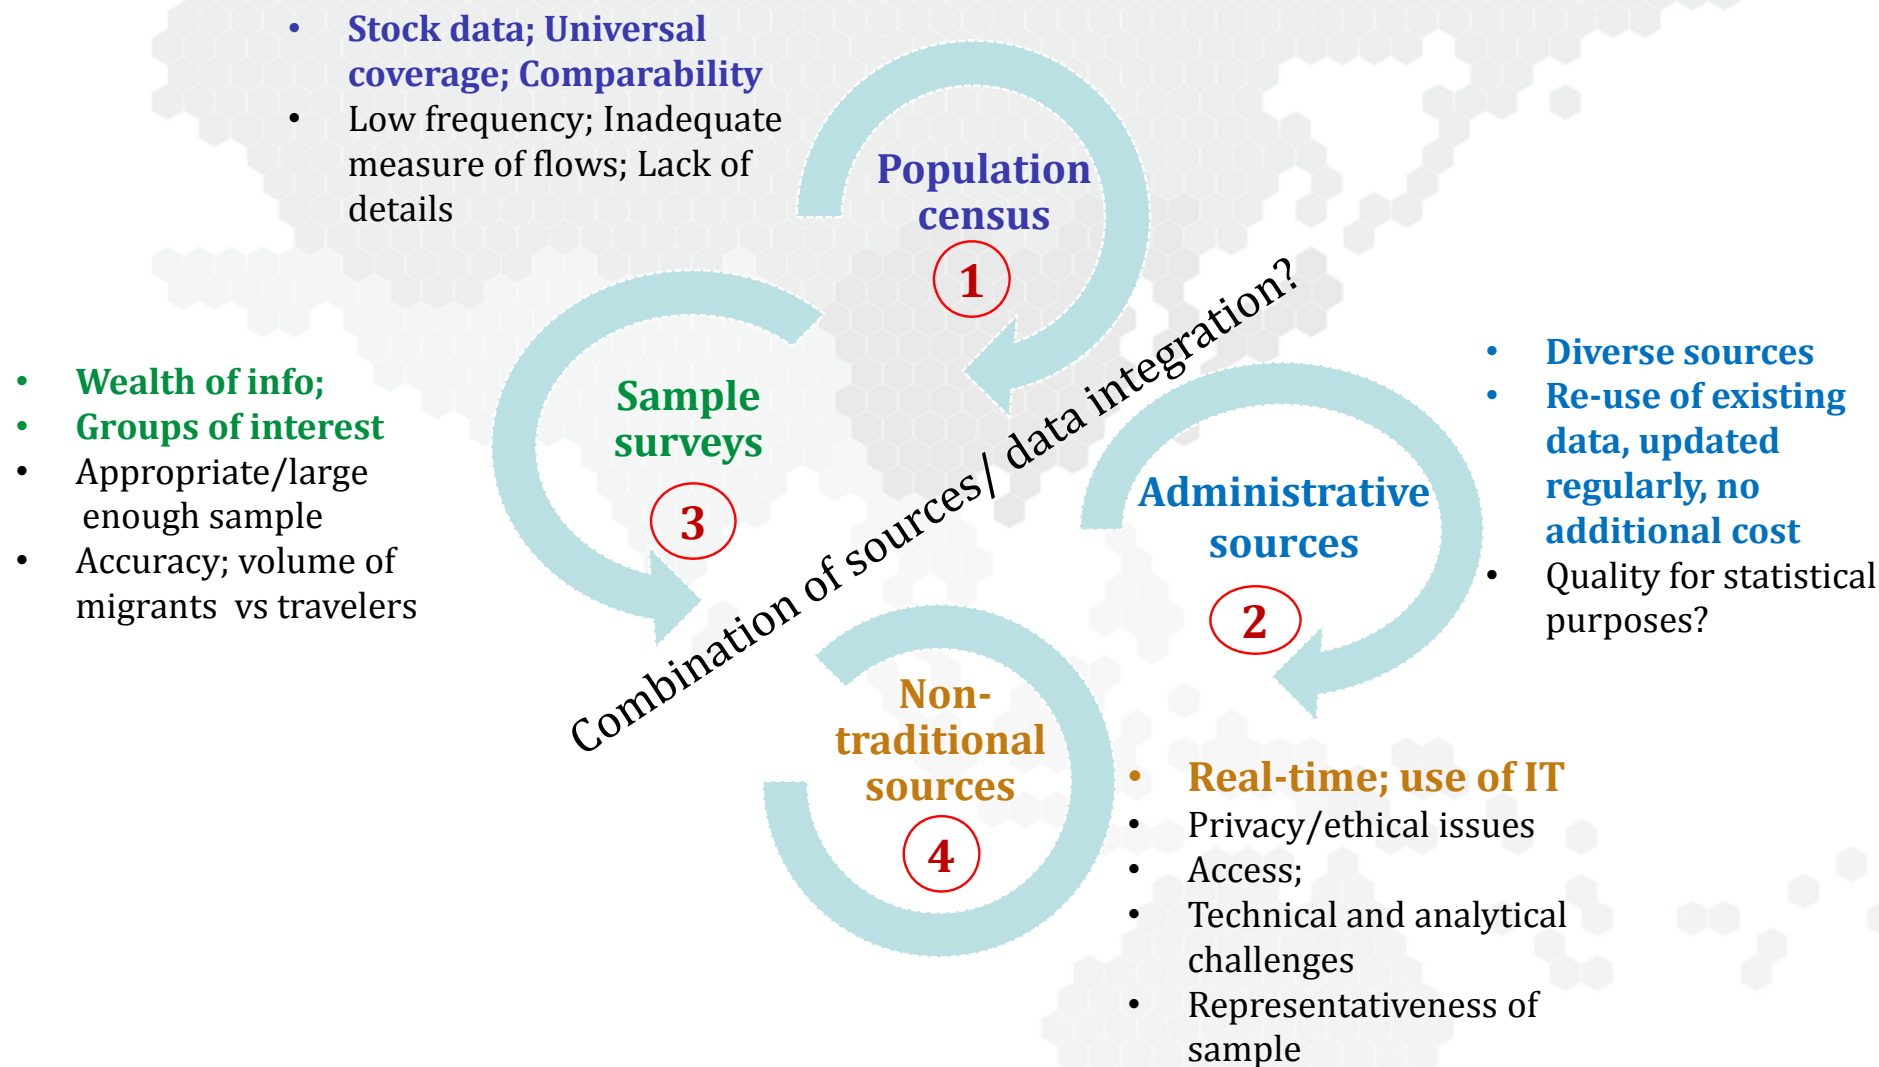 • Stock data; Universal
coverage; Comparability
• Low frequency; Inadequate
measure of flows; Lack of
details
Population
census
1
• Diverse sources
• Re-use of existing
data, updated
regularly, no
additional cost
• Quality for statistical
purposes?
Administrative
sources
2
• Wealth of info;
• Groups of interest
• Appropriate/large
enough sample
• Accuracy; volume of
migrants vs travelers
Sample
surveys
3
Combination of sources/ data integration?
Non-
traditional
sources
4
• Real-time; use of IT
• Privacy/ethical issues
• Access;
• Technical and analytical
challenges
• Representativeness of
sample